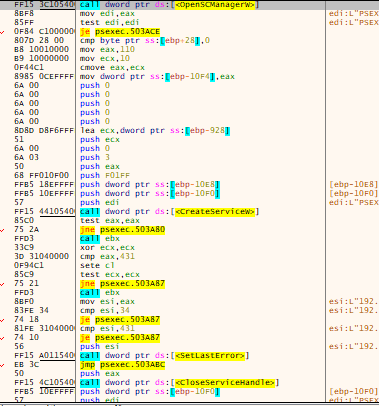 FF15 3C10540 call dword ptr ds:[<OpenSCManagerW>]
8BF8 mov edi,eax edi:L"PSEX
85FF test edi,edi edi:L"PSEX
0F84 4C1C01 je psexec.503ACE
807D 28 00 cmp byte ptr ss:[ebp+28],0
B8 10010000 mov eax,110
B9 10000000 mov ecx,10
0F44C1 cmove eax,ecx
8985 0CEFFFF mov dword ptr ss:[ebp-10F4],eax
6A 00 push 0
6A 00 push 0
6A 00 push 0
6A 00 push 0
6A 00 push 0
8D8D D8F6FFF lea ecx,dword ptr ss:[ebp-928]
51 push ecx
6A 00 push 0
6A 03 push 3
50 push eax
68 FF010F00 push F01FF
FFB5 18EFFFF push dword ptr ss:[ebp-10E8] [ebp-10E8]
FFB5 10EFFFF push dword ptr ss:[ebp-10F0] [ebp-10F0]
57 push edi edi:L"PSEX
FF15 4410540 call dword ptr ds:[<CreateServiceW>]
85C0 test eax,eax
75 2A jne psexec.503A80
FFD3 call ebx
33C9 xor ecx,ecx
3D 31040000 cmp eax,431
0F94C1 sete cl
85C9 test ecx,ecx
75 21 jne psexec.503A87
FFD3 call ebx
8BF0 mov esi,eax esi:L"192.
83FE 34 cmp esi,34 esi:L"192.
74 18 je psexec.503A87
81FE 31040000 cmp esi,431 esi:L"192.
74 10 je psexec.503A87
56 push esi esi:L"192.
FF15 A011540 call dword ptr ds:[<SetLastError>]
EB 3C jmp psexec.503ABC
50 push eax
FF15 4C10540 call dword ptr ds:[<CloseServiceHandle>]
FFB5 10EFFFF push dword ptr ss:[ebp-10F0] [ebp-10F0]
57 push edi edi:L"PSEX